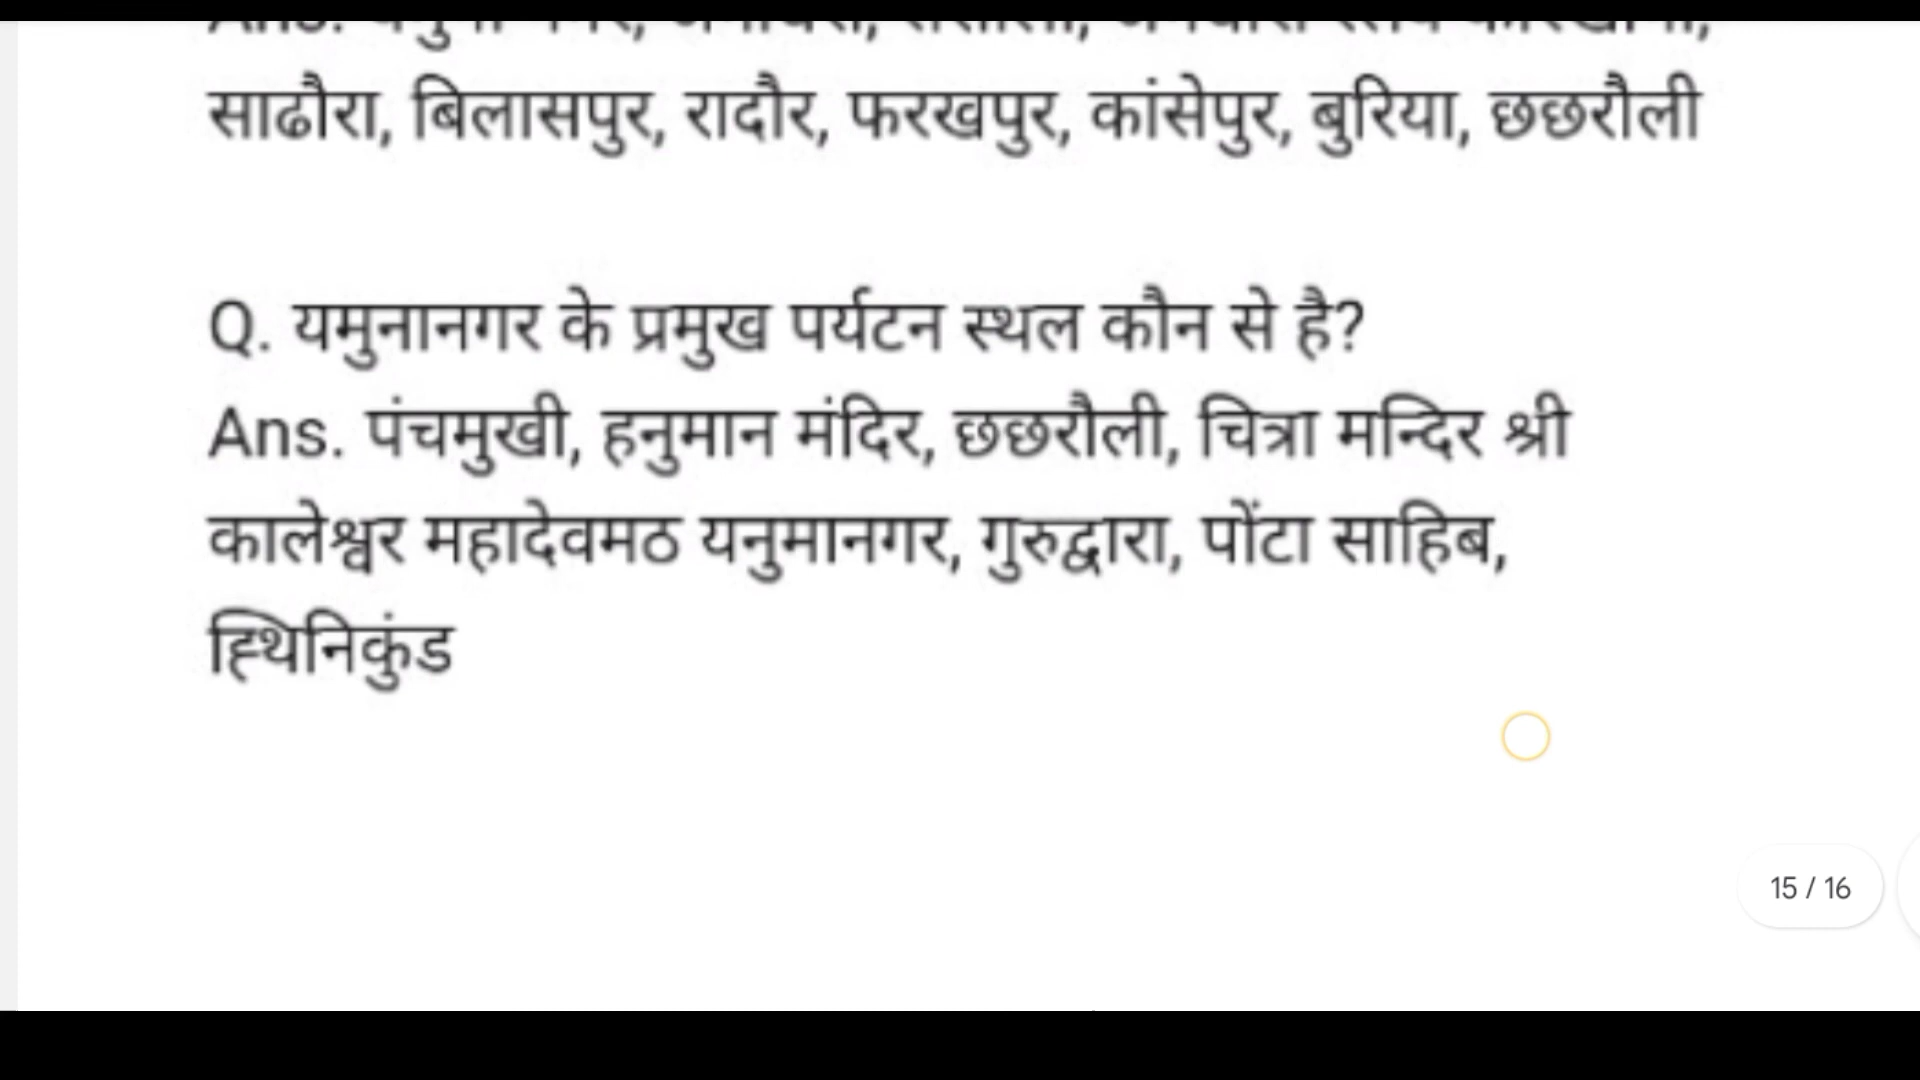 साढौरा, बिलासपुर, रादौर, फरखपुर, कांसेपुर, बुरिया, छछरौली
Q. यमुनानगर के प्रमुख पर्यटन स्थल कौन से है?
Ans. पंचमुखी, हनुमान मंदिर, छछरौली, चित्रा मन्दिर श्री
कालेश्वर महादेवमठ यनुमानगर, गुरुद्वारा, पोंटा साहिब,
ह्थिनिकुंड
15 / 16